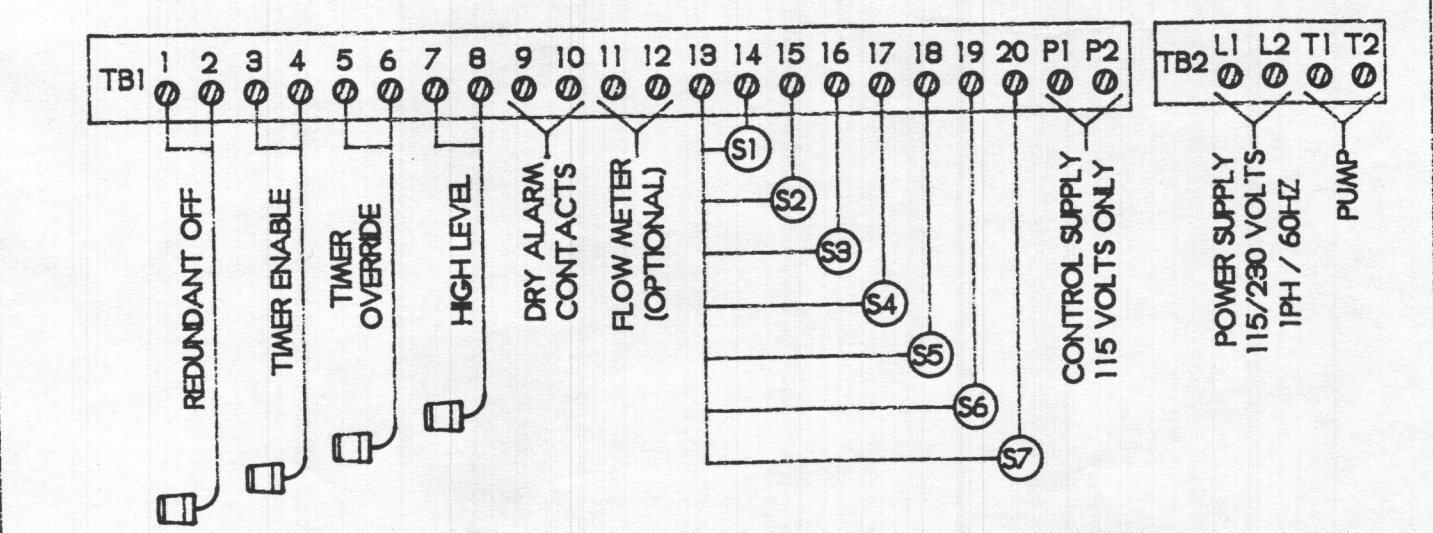 TB1 1 2 3 4 5 6 7 8 9 10 11 12 13 14 15 16 17 18 19 20 P1 P2
TB2 L1 L2 T1 T2
REDUNDANT OFF
TIMER ENABLE
TIMER
OVERRIDE
HIGH LEVEL
DRY ALARM
CONTACTS
FLOW METER
(OPTIONAL)
S1
S2
S3
S4
S5
S6
S7
CONTROL SUPPLY
115 VOLTS ONLY
POWER SUPPLY
115/230 VOLTS
1PH / 60HZ
PUMP